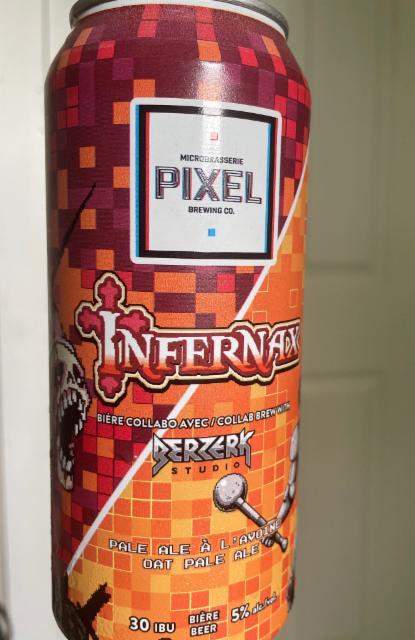 MICROBRASSERIE
PIXEL
BREWING CO.
INFERNAX
BIÈRE COLLABO AVEC / COLLAB BREW WITH
BERZERK
STUDIO
PALE ALE À L'AVOINE
OAT PALE ALE
30 IBU BIÈRE 5% alc./vol.
BEER